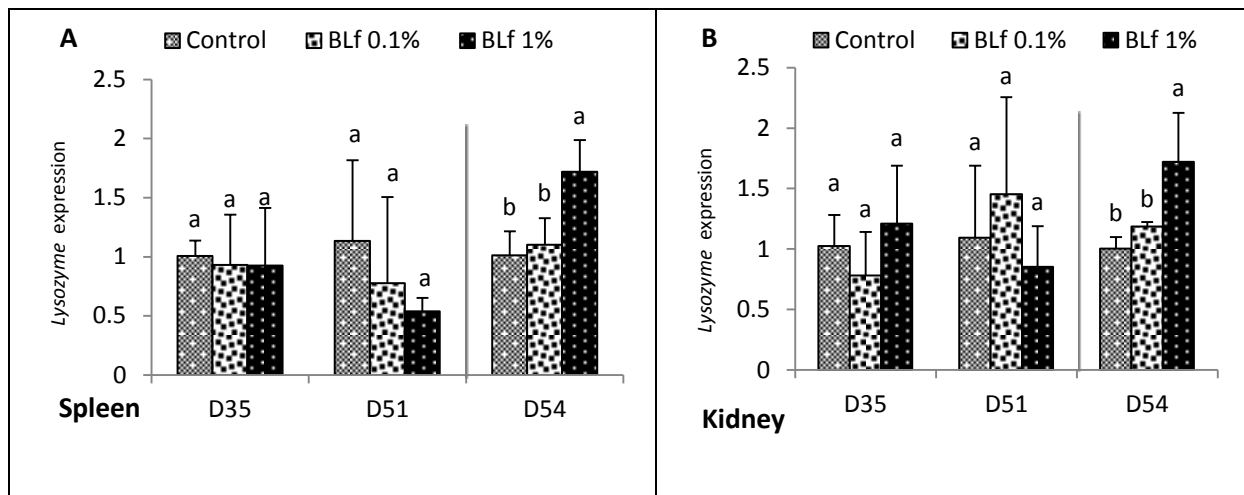 A
Control BLf 0.1% BLf 1%
2.5
2
1.5
1
0.5
0
Lysozyme expression
a a a
a a a
b b a
D35 D51 D54
Spleen
B
Control BLf 0.1% BLf 1%
2.5
2
1.5
1
0.5
0
Lysozyme expression
a a a
a a a
b b a
D35 D51 D54
Kidney